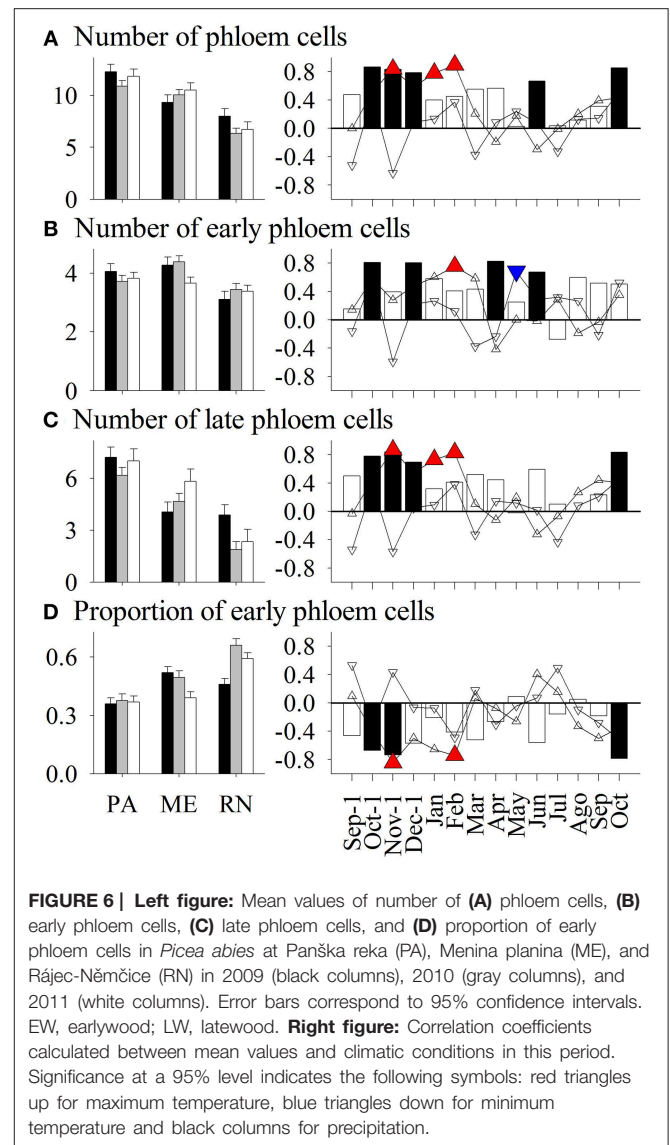 A Number of phloem cells
10
5
0
0.8
0.4
0.0
-0.4
-0.8
B Number of early phloem cells
4
2
0
0.8
0.4
0.0
-0.4
-0.8
C Number of late phloem cells
6
3
0
0.8
0.4
0.0
-0.4
-0.8
D Proportion of early phloem cells
0.6
0.3
0.0
0.8
0.4
0.0
-0.4
-0.8
PA ME RN
Sep-1
Oct-1
Nov-1
Dec-1
Jan
Feb
Mar
Apr
May
Jun
Jul
Ago
Sep
Oct
FIGURE 6 | Left figure: Mean values of number of (A) phloem cells, (B)
early phloem cells, (C) late phloem cells, and (D) proportion of early
phloem cells in Picea abies at Panška reka (PA), Menina planina (ME), and
Rájec-Němčice (RN) in 2009 (black columns), 2010 (gray columns), and
2011 (white columns). Error bars correspond to 95% confidence intervals.
EW, earlywood; LW, latewood. Right figure: Correlation coefficients
calculated between mean values and climatic conditions in this period.
Significance at a 95% level indicates the following symbols: red triangles
up for maximum temperature, blue triangles down for minimum
temperature and black columns for precipitation.